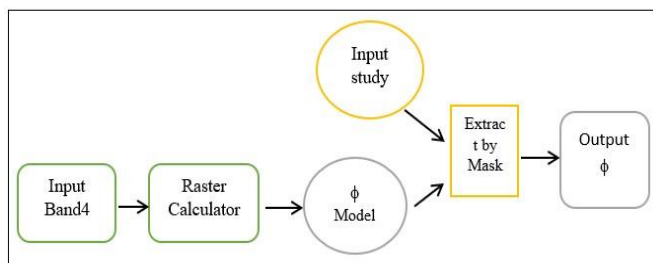 Input
study
Extrac
t by
Mask
Output
ϕ
Input
Band4
Raster
Calculator
ϕ
Model